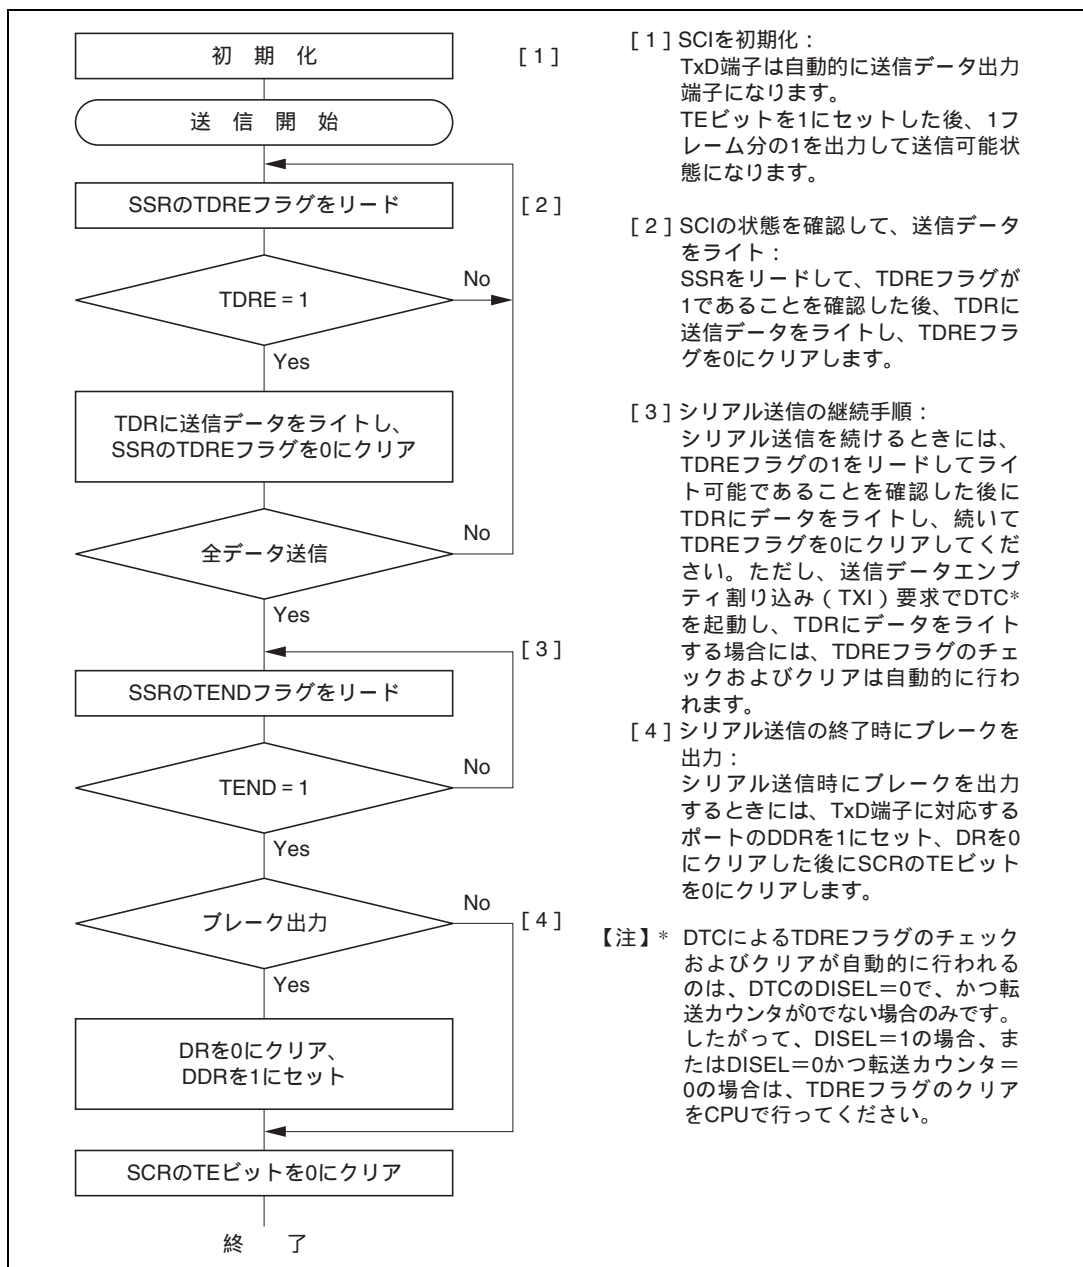 初 期 化 [ 1 ]
送 信 開 始
SSRのTDREフラグをリード [ 2 ]
TDRE = 1
No
Yes
TDRに送信データをライトし、
SSRのTDREフラグを0にクリア
全データ送信
No
Yes
[ 3 ]
SSRのTENDフラグをリード
TEND = 1
No
Yes
ブレーク出力
No
[ 4 ]
Yes
DRを0にクリア、
DDRを1にセット
SCRのTEビットを0にクリア
終 了
[ 1 ] SCIを初期化：
TxD端子は自動的に送信データ出力
端子になります。
TEビットを1にセットした後、1フ
レーム分の1を出力して送信可能状
態になります。
[ 2 ] SCIの状態を確認して、送信データ
をライト：
SSRをリードして、TDREフラグが
1であることを確認した後、TDRに
送信データをライトし、TDREフラ
グを0にクリアします。
[ 3 ] シリアル送信の継続手順：
シリアル送信を続けるときには、
TDREフラグの1をリードしてライ
ト可能であることを確認した後に
TDRにデータをライトし、続いて
TDREフラグを0にクリアしてくだ
さい。ただし、送信データエンプ
ティ割り込み（TXI）要求でDTC*
を起動し、TDRにデータをライト
する場合には、TDREフラグのチェ
ックおよびクリアは自動的に行わ
れます。
[ 4 ] シリアル送信の終了時にブレークを
出力：
シリアル送信時にブレークを出力
するときには、TxD端子に対応する
ポートのDDRを1にセット、DRを0
にクリアした後にSCRのTEビット
を0にクリアします。
【注】* DTCによるTDREフラグのチェック
およびクリアが自動的に行われる
のは、DTCのDISEL＝0で、かつ転
送カウンタが0でない場合のみです。
したがって、DISEL＝1の場合、ま
たはDISEL＝0かつ転送カウンタ＝
0の場合は、TDREフラグのクリア
をCPUで行ってください。